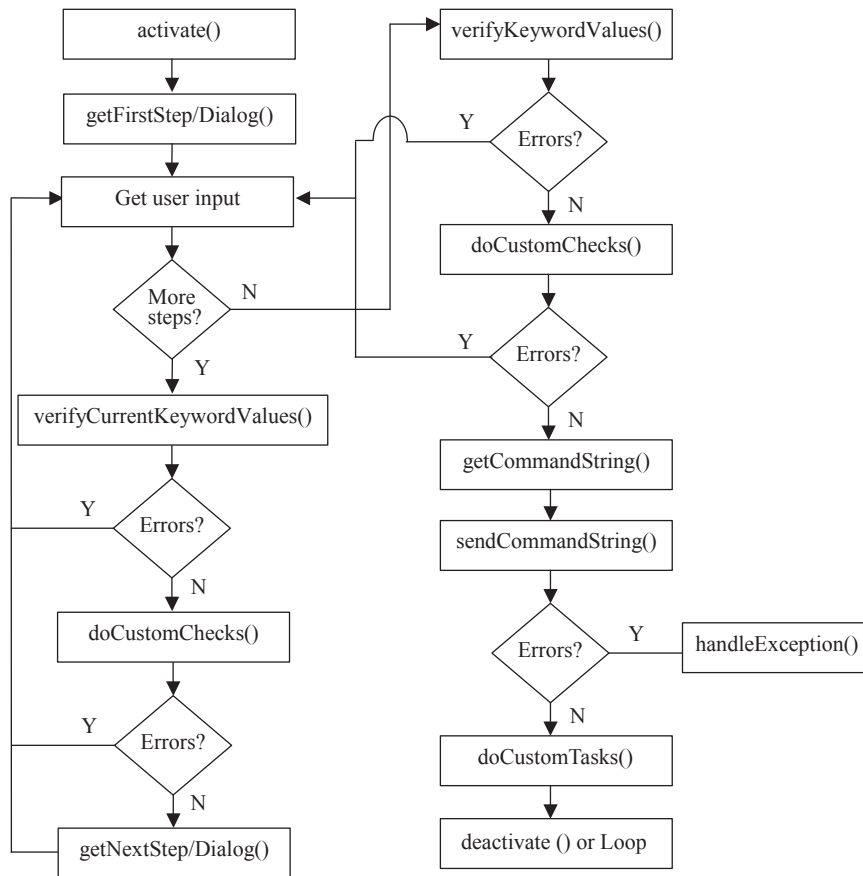 activate()
getFirstStep/Dialog()
Get user input
More
steps?
N
Y
verifyCurrentKeywordValues()
Y
Errors?
N
doCustomChecks()
Y
Errors?
N
getNextStep/Dialog()
verifyKeywordValues()
Y
Errors?
N
doCustomChecks()
Y
Errors?
N
getCommandString()
sendCommandString()
Errors?
Y
handleException()
N
doCustomTasks()
deactivate () or Loop